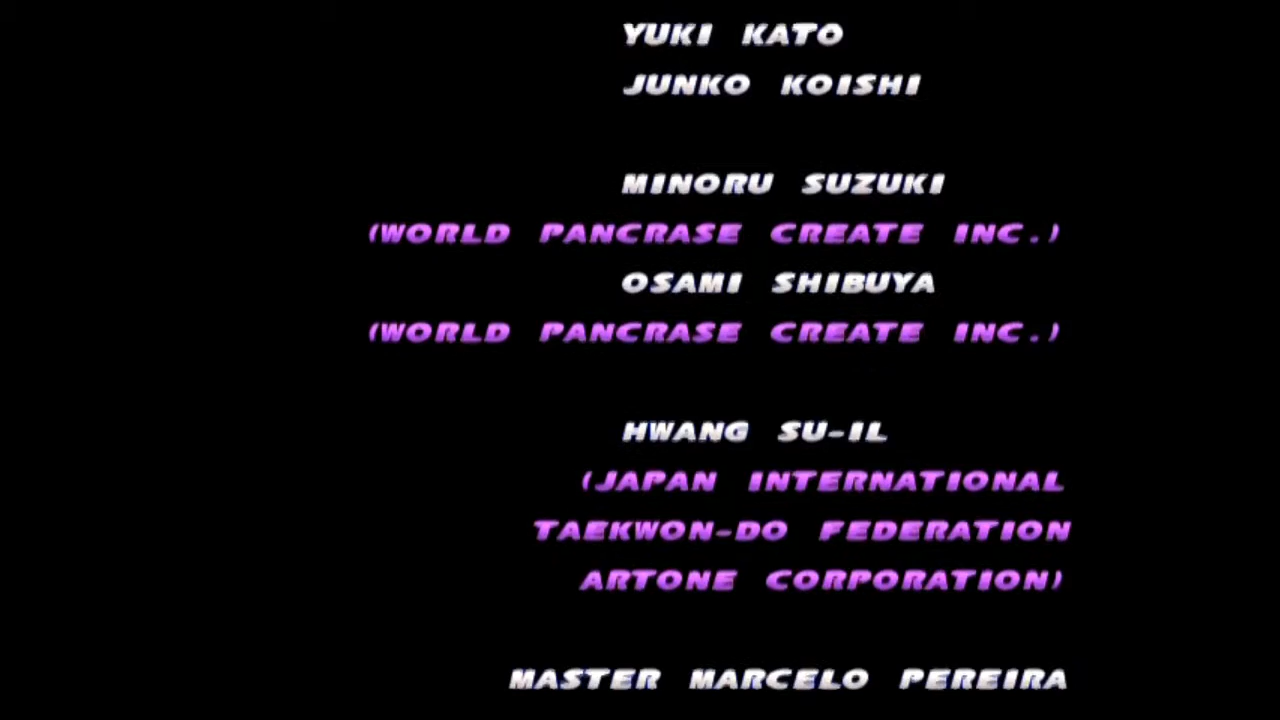 YUKI KATO
JUNKO KOISHI
MINORU SUZUKI
(WORLD PANCRASE CREATE INC.)
OSAMI SHIBUYA
(WORLD PANCRASE CREATE INC.)
HWANG SU-IL
(JAPAN INTERNATIONAL
TAEKWON-DO FEDERATION
ARTONE CORPORATION)
MASTER MARCELO PEREIRA